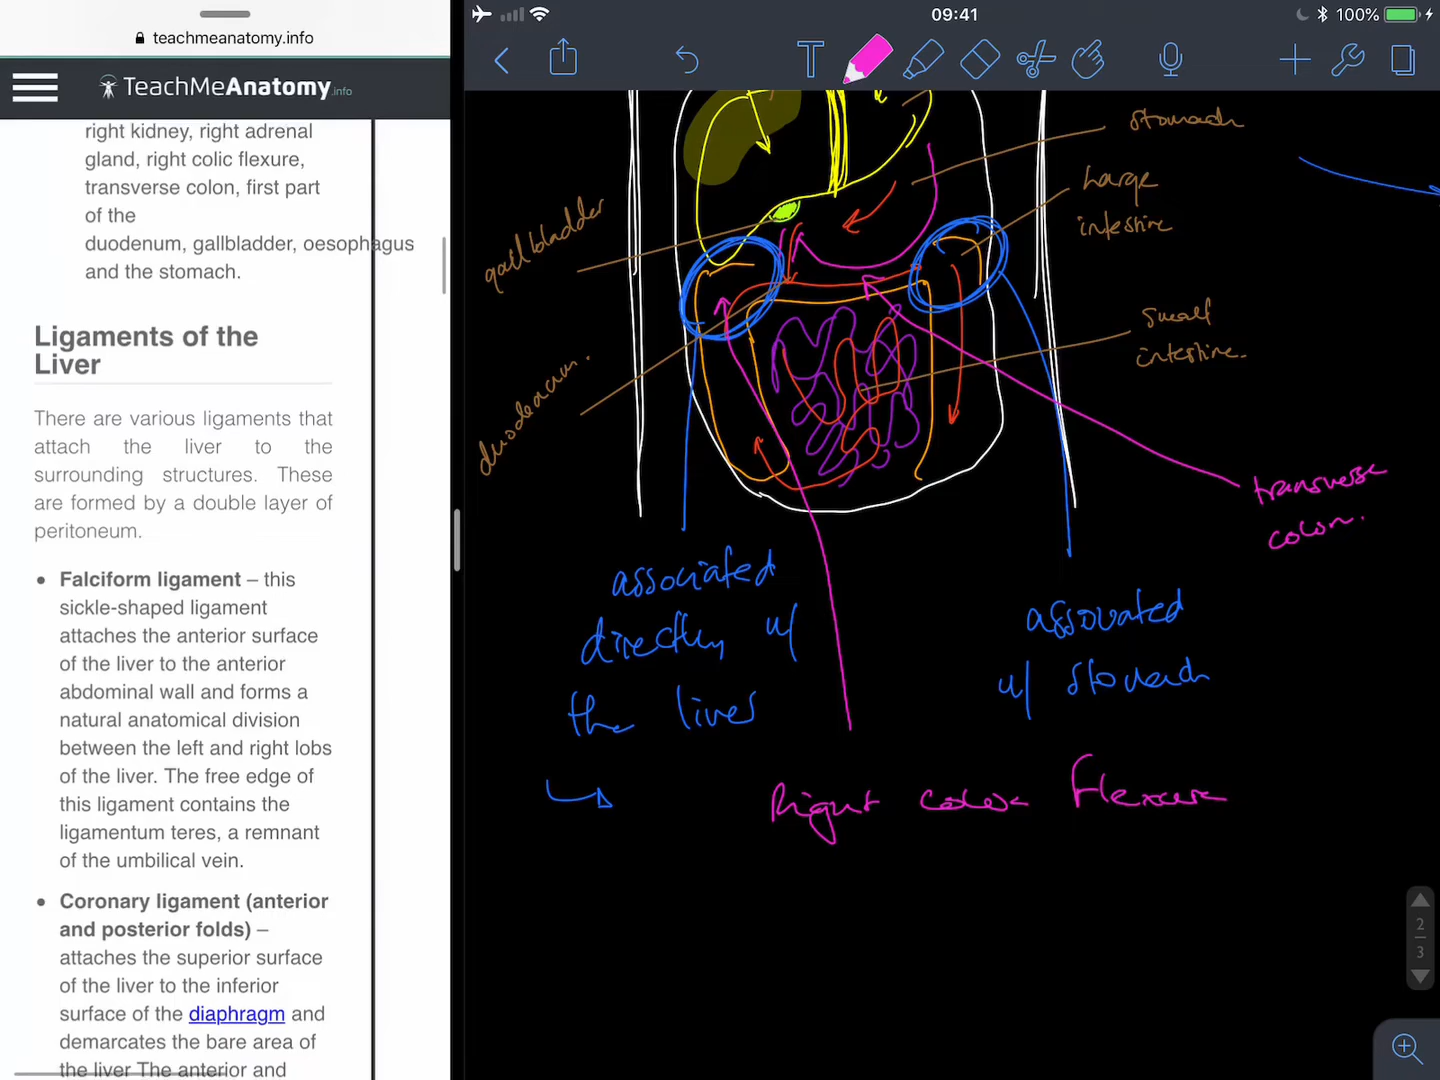 teachmeanatomy.info
TeachMeAnatomy.info
right kidney, right adrenal
gland, right colic flexure,
transverse colon, first part
of the
duodenum, gallbladder, oesophagus
and the stomach.
Ligaments of the
Liver
There are various ligaments that
attach the liver to the
surrounding structures. These
are formed by a double layer of
peritoneum.
• Falciform ligament – this
sickle-shaped ligament
attaches the anterior surface
of the liver to the anterior
abdominal wall and forms a
natural anatomical division
between the left and right lobs
of the liver. The free edge of
this ligament contains the
ligamentum teres, a remnant
of the umbilical vein.
• Coronary ligament (anterior
and posterior folds) –
attaches the superior surface
of the liver to the inferior
surface of the diaphragm and
demarcates the bare area of
the liver The anterior and
09:41
100%
T
stomach
Large
intestine
gallbladder
small
intestine.
duodenum.
transverse
colon.
associated
directly w/
the liver
associated
w/ stomach
Right colic flexure
2
3